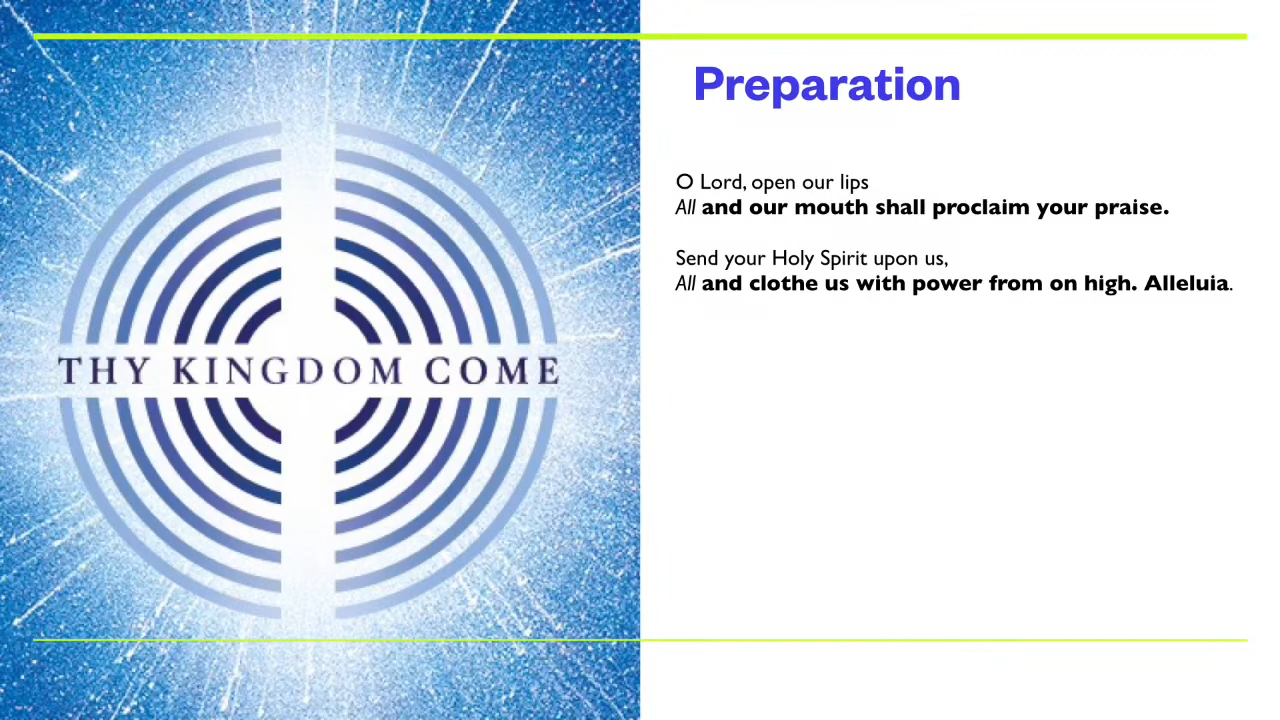 THY KINGDOM COME
Preparation
O Lord, open our lips
All and our mouth shall proclaim your praise.
Send your Holy Spirit upon us,
All and clothe us with power from on high. Alleluia.